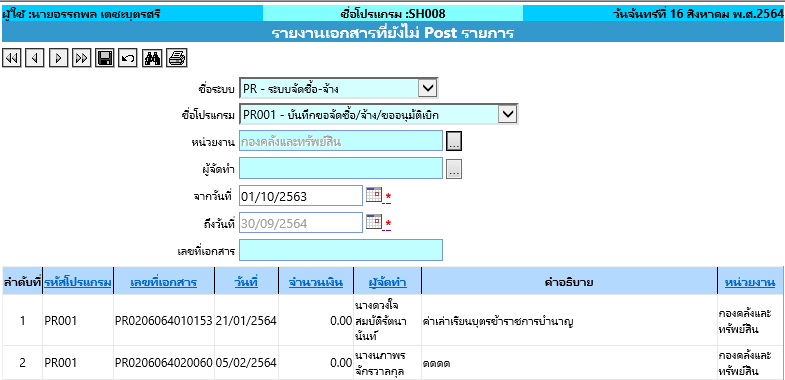 ผู้ใช้ :นายอรรถพล เตชะบุตรศรี ชื่อโปรแกรม :SH008 วันจันทร์ที่ 16 สิงหาคม พ.ศ.2564
รายงานเอกสารที่ยังไม่ Post รายการ
ชื่อระบบ PR - ระบบจัดซื้อ-จ้าง
ชื่อโปรแกรม PR001 - บันทึกขอจัดซื้อ/จ้าง/ขออนุมัติเบิก
หน่วยงาน กองคลังและทรัพย์สิน ...
ผู้จัดทำ ...
จากวันที่ 01/10/2563 *
ถึงวันที่ 30/09/2564 *
เลขที่เอกสาร
ลำดับที่ รหัสโปรแกรม เลขที่เอกสาร วันที่ จำนวนเงิน ผู้จัดทำ คำอธิบาย หน่วยงาน
1 PR001 PR0206064010153 21/01/2564 0.00 นางดวงใจ สมบัติรัตนานันท์ ค่าเล่าเรียนบุตรข้าราชการบำนาญ กองคลังและทรัพย์สิน
2 PR001 PR0206064020060 05/02/2564 0.00 นางนภาพร จักรวาลกุล ดดดด กองคลังและทรัพย์สิน